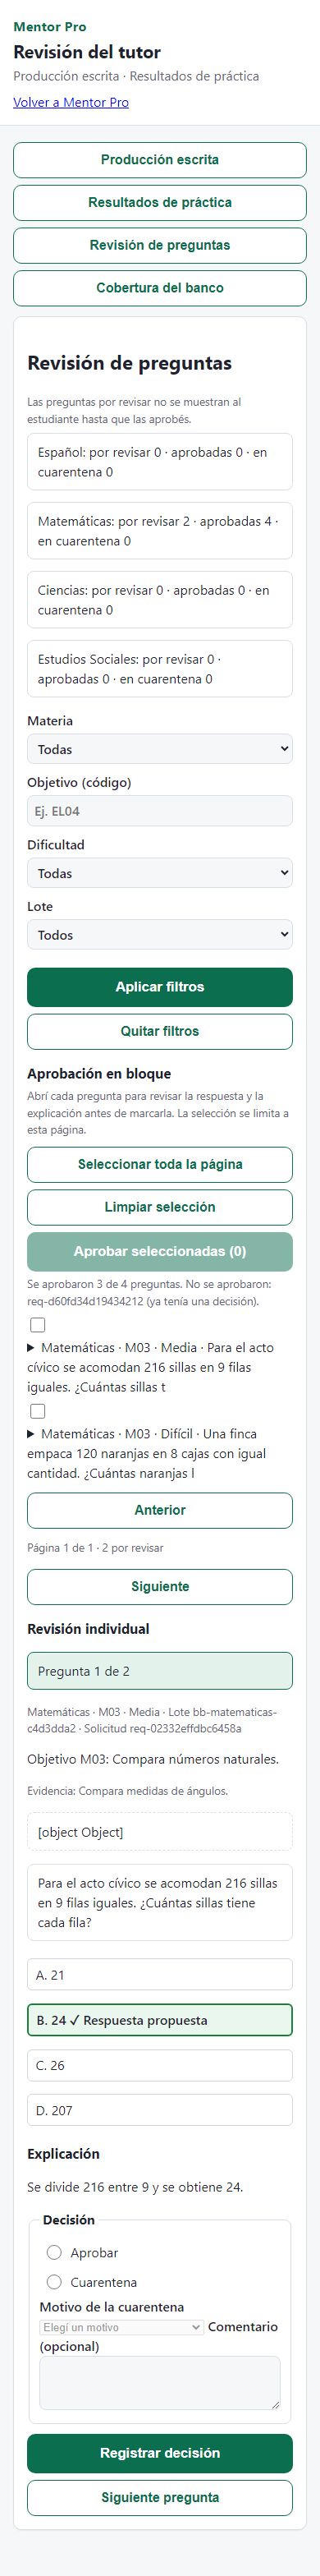 Mentor Pro
Revisión del tutor
Producción escrita · Resultados de práctica
Volver a Mentor Pro
Producción escrita
Resultados de práctica
Revisión de preguntas
Cobertura del banco
Revisión de preguntas
Las preguntas por revisar no se muestran al
estudiante hasta que las aprobés.
Español: por revisar 0 · aprobadas 0 · en
cuarentena 0
Matemáticas: por revisar 2 · aprobadas 4 ·
en cuarentena 0
Ciencias: por revisar 0 · aprobadas 0 · en
cuarentena 0
Estudios Sociales: por revisar 0 ·
aprobadas 0 · en cuarentena 0
Materia
Todas
Objetivo (código)
Ej. EL04
Dificultad
Todas
Lote
Todos
Aplicar filtros
Quitar filtros
Aprobación en bloque
Abrí cada pregunta para revisar la respuesta y la
explicación antes de marcarla. La selección se limita a
esta página.
Seleccionar toda la página
Limpiar selección
Aprobar seleccionadas (0)
Se aprobaron 3 de 4 preguntas. No se aprobaron:
req-d60fd34d19434212 (ya tenía una decisión).
Matemáticas · M03 · Media · Para el acto
cívico se acomodan 216 sillas en 9 filas
iguales. ¿Cuántas sillas t
Matemáticas · M03 · Difícil · Una finca
empaca 120 naranjas en 8 cajas con igual
cantidad. ¿Cuántas naranjas l
Anterior
Página 1 de 1 · 2 por revisar
Siguiente
Revisión individual
Pregunta 1 de 2
Matemáticas · M03 · Media · Lote bb-matematicas-
c4d3dda2 · Solicitud req-02332effdbc6458a
Objetivo M03: Compara números naturales.
Evidencia: Compara medidas de ángulos.
[object Object]
Para el acto cívico se acomodan 216 sillas
en 9 filas iguales. ¿Cuántas sillas tiene
cada fila?
A. 21
B. 24 ✓ Respuesta propuesta
C. 26
D. 207
Explicación
Se divide 216 entre 9 y se obtiene 24.
Decisión
Aprobar
Cuarentena
Motivo de la cuarentena
Elegí un motivo Comentario
(opcional)
Registrar decisión
Siguiente pregunta